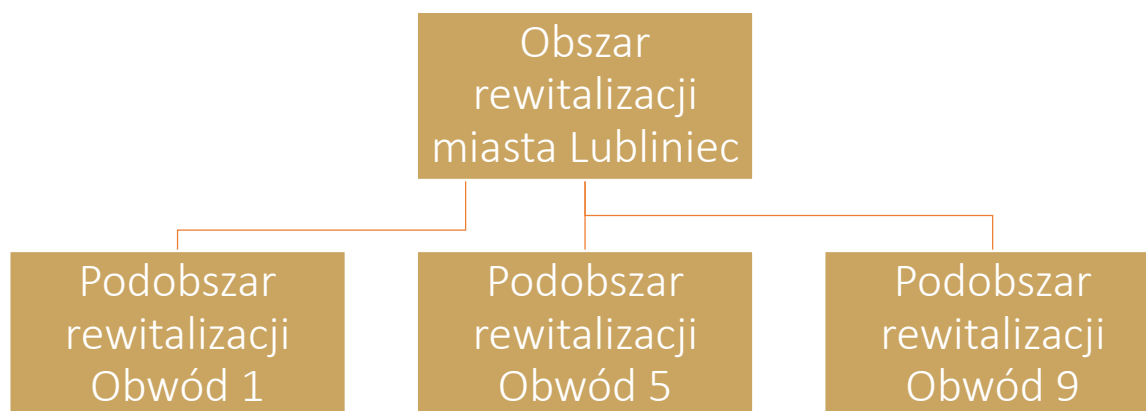 Obszar
rewitalizacji
miasta Lubliniec
Podobszar
rewitalizacji
Obwód 1
Podobszar
rewitalizacji
Obwód 5
Podobszar
rewitalizacji
Obwód 9